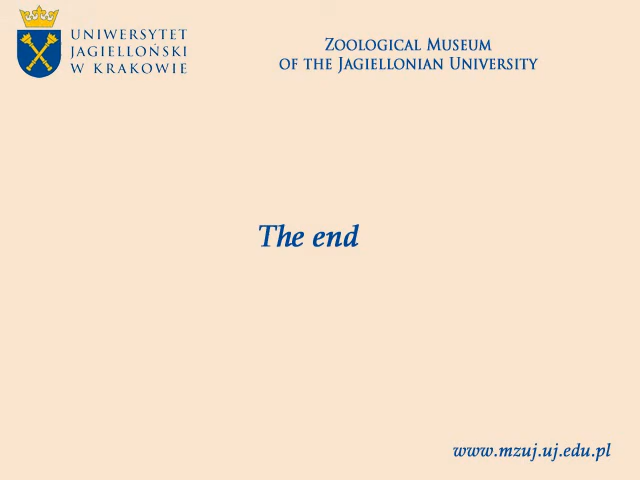 UNIWERSYTET
JAGIELLOŃSKI
W KRAKOWIE
Zoological Museum
of the Jagiellonian University
The end
www.mzuj.uj.edu.pl